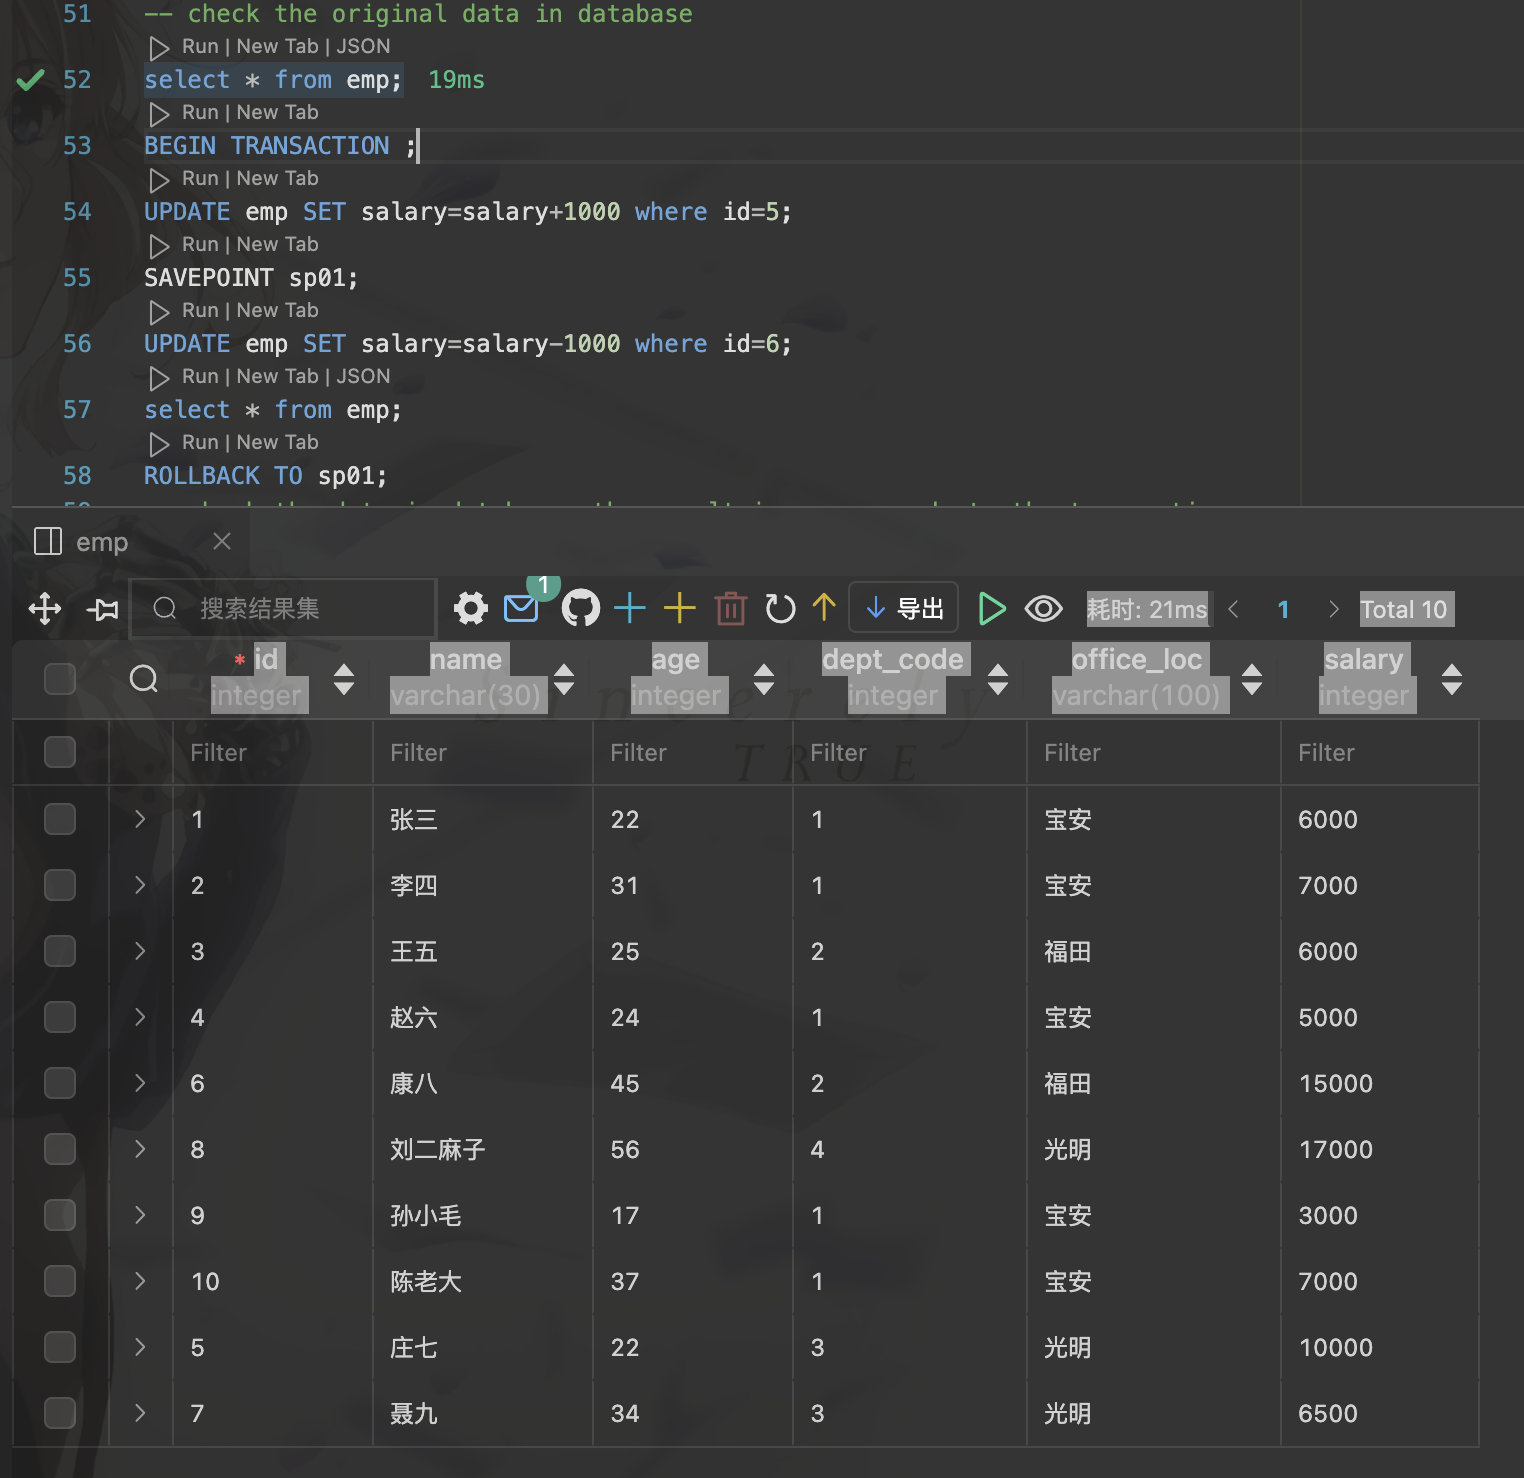 51 -- check the original data in database
Run | New Tab | JSON
52 select * from emp; 19ms
Run | New Tab
53 BEGIN TRANSACTION ;
Run | New Tab
54 UPDATE emp SET salary=salary+1000 where id=5;
Run | New Tab
55 SAVEPOINT sp01;
Run | New Tab
56 UPDATE emp SET salary=salary-1000 where id=6;
Run | New Tab | JSON
57 select * from emp;
Run | New Tab
58 ROLLBACK TO sp01;
emp
搜索结果集 1 导出 耗时: 21ms 1 Total 10
* id name age dept_code office_loc salary
integer varchar(30) integer integer varchar(100) integer
Filter Filter Filter Filter Filter Filter
TRUE
1 张三 22 1 宝安 6000
2 李四 31 1 宝安 7000
3 王五 25 2 福田 6000
4 赵六 24 1 宝安 5000
6 康八 45 2 福田 15000
8 刘二麻子 56 4 光明 17000
9 孙小毛 17 1 宝安 3000
10 陈老大 37 1 宝安 7000
5 庄七 22 3 光明 10000
7 聂九 34 3 光明 6500